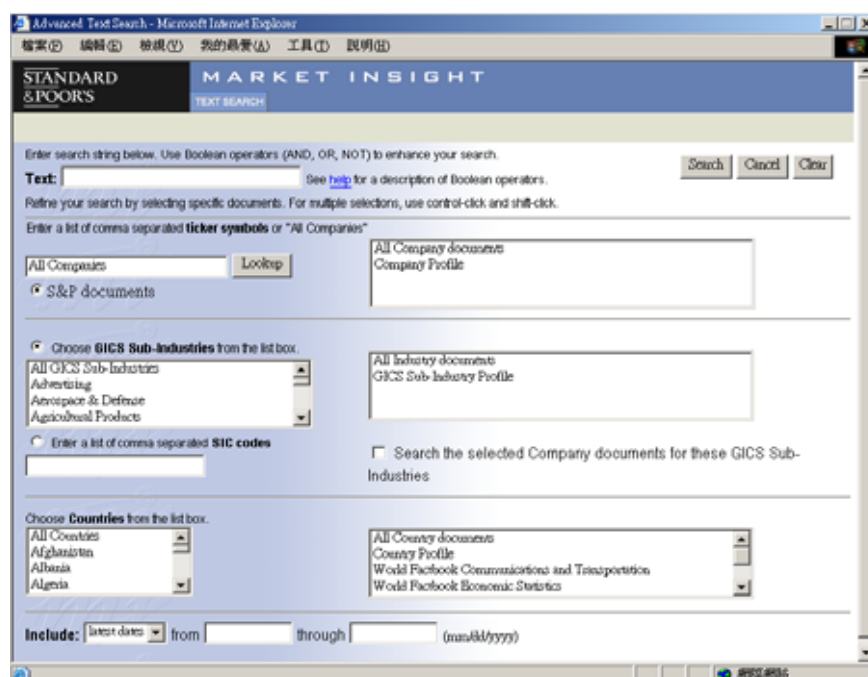 Advanced Text Search - Microsoft Internet Explorer
檔案(F) 編輯(E) 檢視(V) 我的最愛(A) 工具(T) 說明(H)
STANDARD
&POOR'S
MARKET INSIGHT
TEXT SEARCH
Enter search string below. Use Boolean operators (AND, OR, NOT) to enhance your search.
Search Cancel Clear
Text: See help for a description of Boolean operators.
Refine your search by selecting specific documents. For multiple selections, use control-click and shift-click.
Enter a list of comma separated ticker symbols or "All Companies"
All Companies Lookup
S&P documents
All Company documents
Company Profile
Choose GICS Sub-Industries from the list box.
All GICS Sub-Industries
Advertising
Aerospace & Defense
Agricultural Products
All Industry documents
GICS Sub-Industry Profile
Enter a list of comma separated SIC codes
Search the selected Company documents for these GICS Sub-
Industries
Choose Countries from the list box.
All Countries
Afghanistan
Albania
Algeria
All Country documents
Country Profile
World Factbook Communications and Transportation
World Factbook Economic Statistics
Include: latest dates from through (mm/dd/yyyy)
網際網路